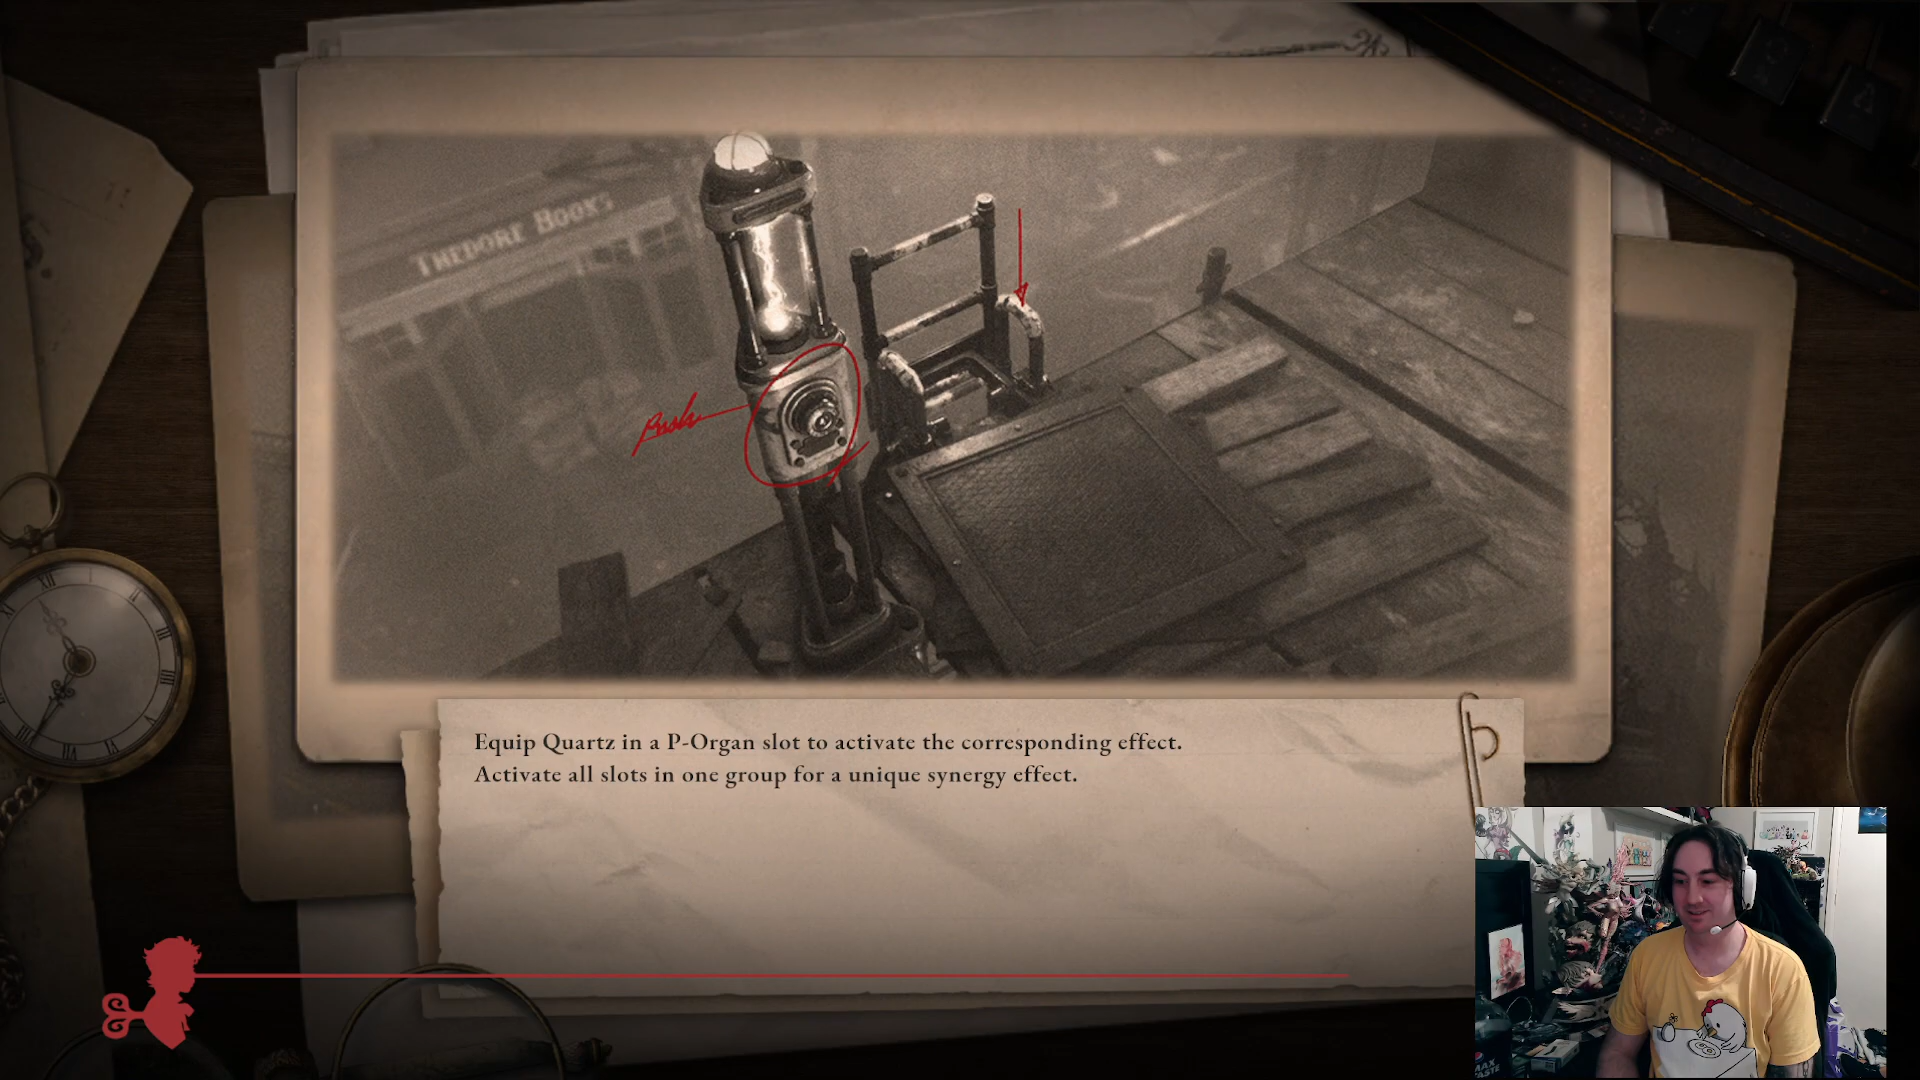 THEDORE BOOKS
Push
Equip Quartz in a P-Organ slot to activate the corresponding effect.
Activate all slots in one group for a unique synergy effect.